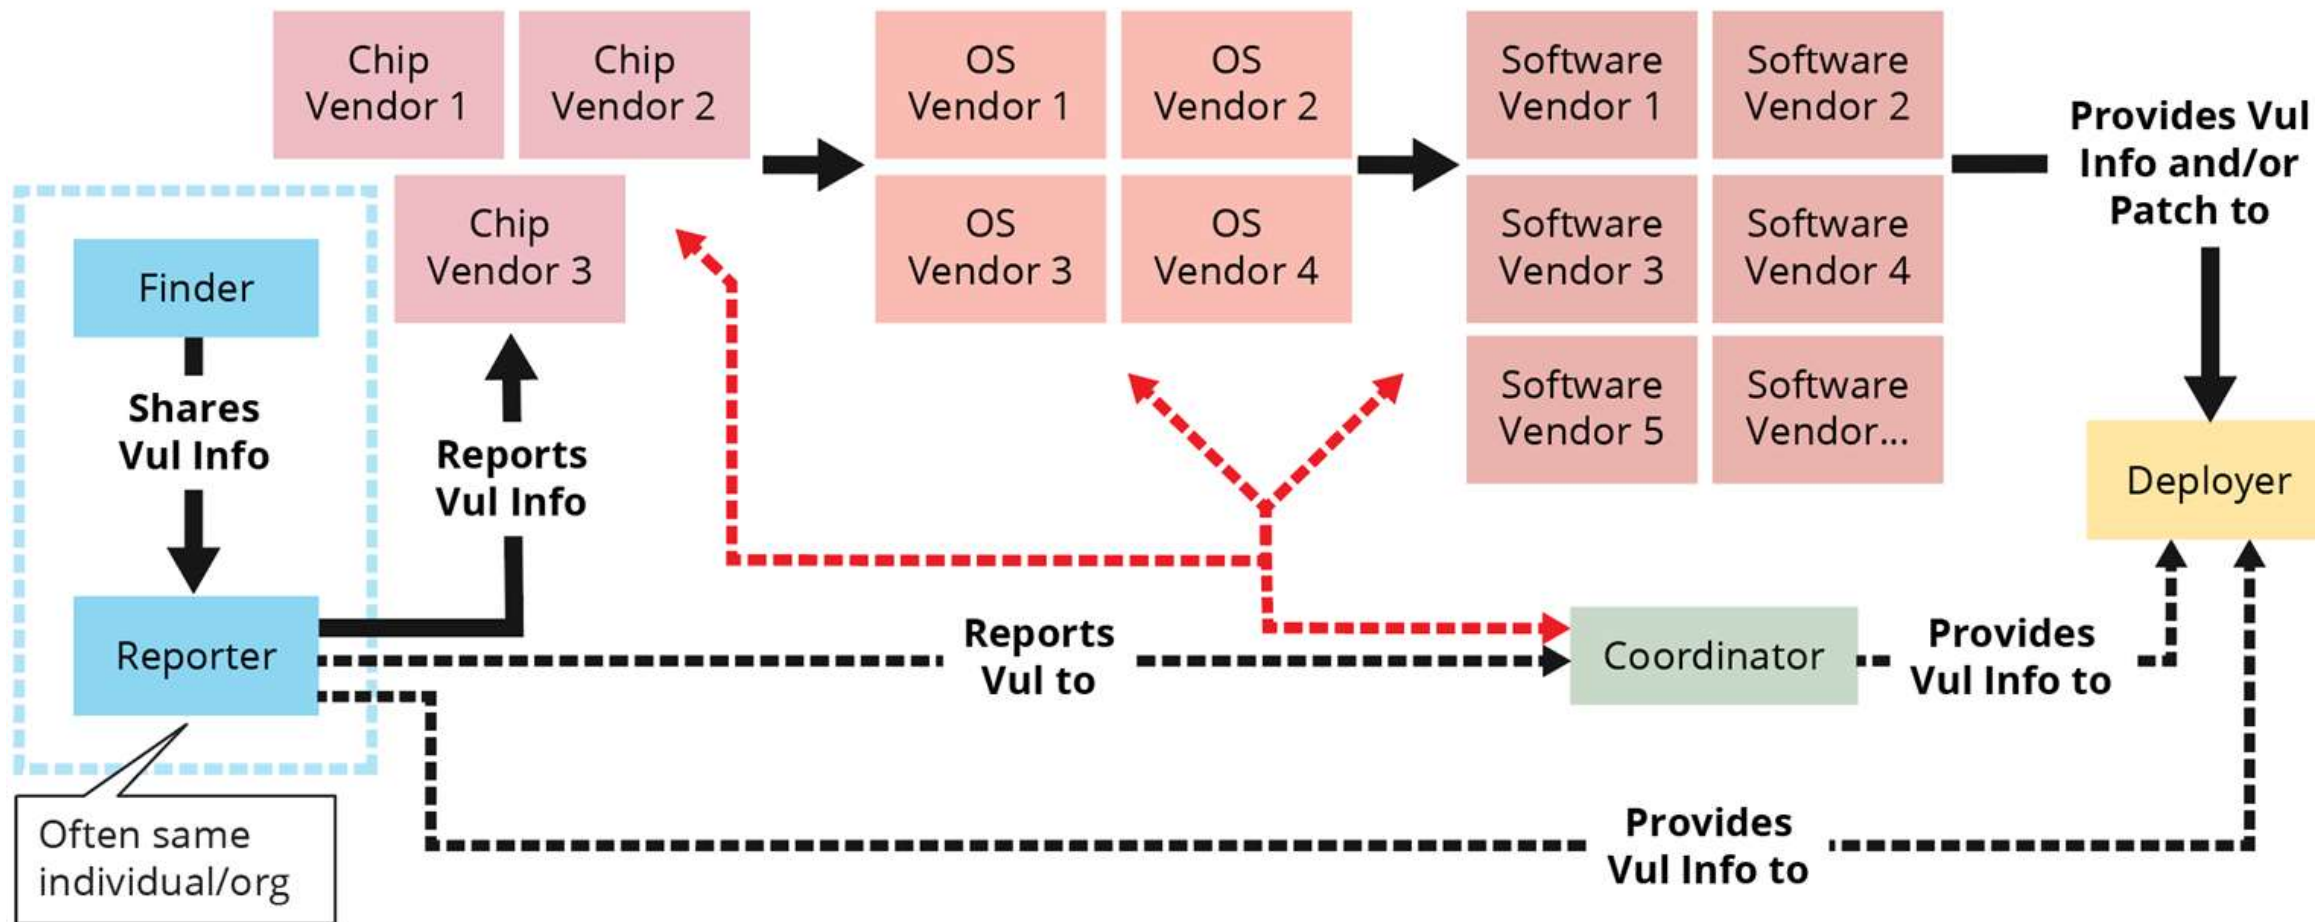 Chip
Vendor 1
Chip
Vendor 2
Chip
Vendor 3
OS
Vendor 1
OS
Vendor 2
OS
Vendor 3
OS
Vendor 4
Software
Vendor 1
Software
Vendor 2
Software
Vendor 3
Software
Vendor 4
Software
Vendor 5
Software
Vendor...
Provides Vul
Info and/or
Patch to
Finder
Shares
Vul Info
Reports
Vul Info
Deployer
Reporter
Reports
Vul to
Coordinator
Provides
Vul Info to
Often same
individual/org
Provides
Vul Info to